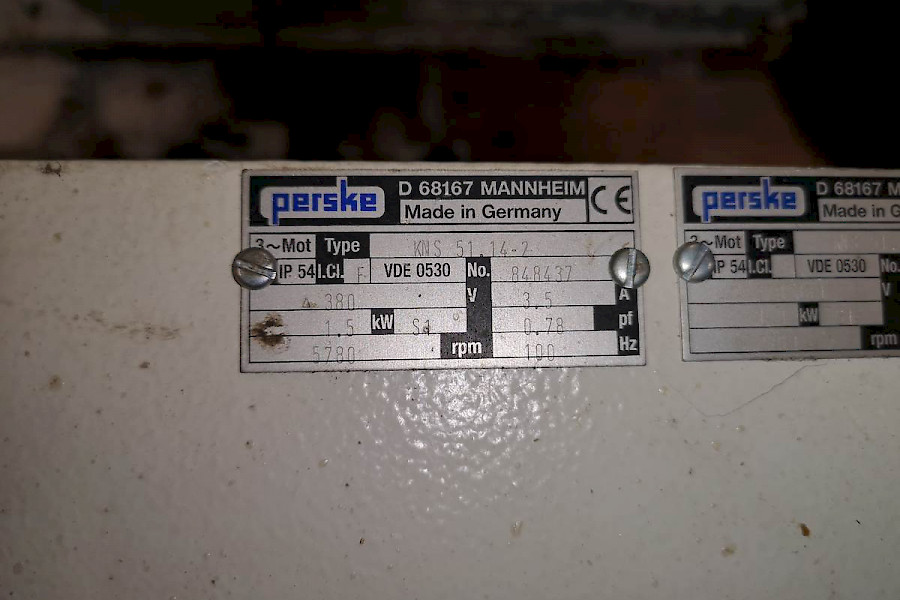 perske D 68167 MANNHEIM CE
Made in Germany
3~Mot Type KNS 51.14-2
IP 54 I.Cl. F VDE 0530 No. 848437
380 V 3.5 A
1.5 kW S1 0.78 pf
5780 rpm 100 Hz
perske D 68167 M
Made in G
3~Mot Type
IP 54 I.Cl. VDE 0530 No.
V
kW
rpm